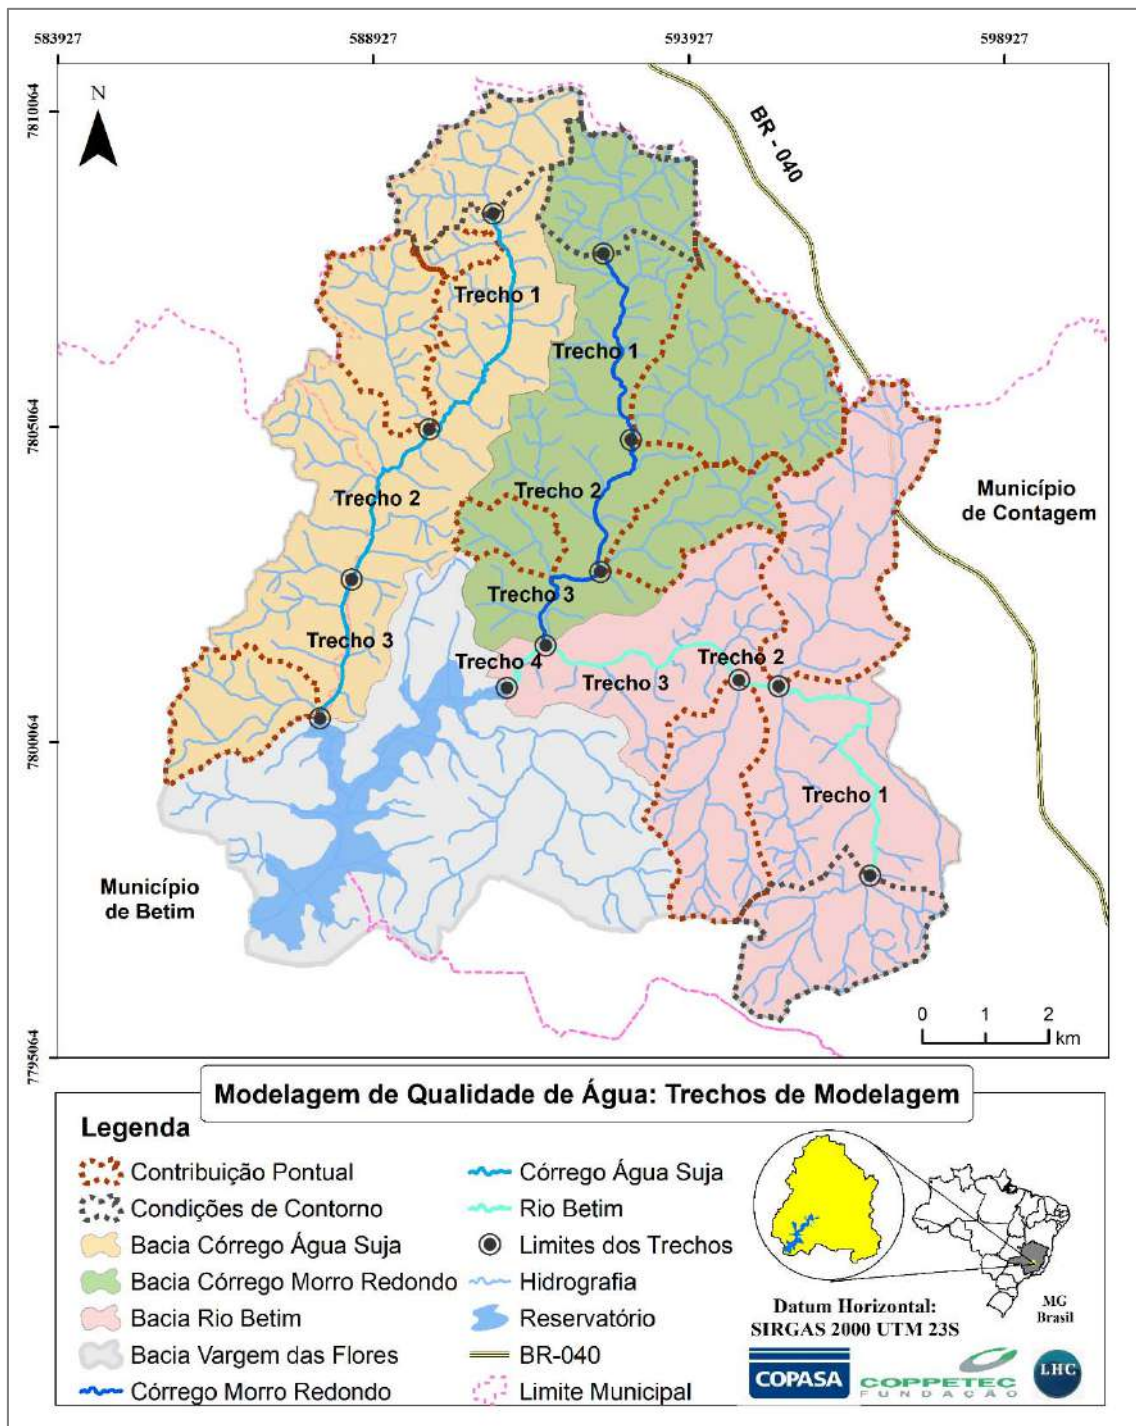 583927
588927
593927
598927
7810064
7805064
7800064
7795064
N
BR - 040
Trecho 1
Trecho 1
Trecho 2
Trecho 2
Município
de Contagem
Trecho 3
Trecho 3
Trecho 4
Trecho 2
Trecho 3
Trecho 1
Município
de Betim
0 1 2
km
Modelagem de Qualidade de Água: Trechos de Modelagem
Legenda
Contribuição Pontual
Condições de Contorno
Bacia Córrego Água Suja
Bacia Córrego Morro Redondo
Bacia Rio Betim
Bacia Vargem das Flores
Córrego Morro Redondo
Córrego Água Suja
Rio Betim
Limites dos Trechos
Hidrografia
Reservatório
BR-040
Limite Municipal
MG
Brasil
Datum Horizontal:
SIRGAS 2000 UTM 23S
COPASA
COPPETEC
FUNDAÇÃO
LHC